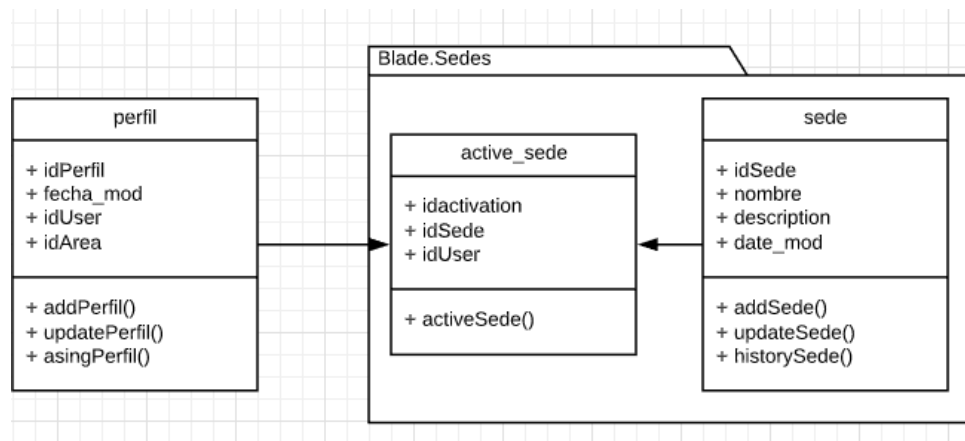 Blade.Sedes
perfil
+ idPerfil
+ fecha_mod
+ idUser
+ idArea
+ addPerfil()
+ updatePerfil()
+ asingPerfil()
active_sede
+ idactivation
+ idSede
+ idUser
+ activeSede()
sede
+ idSede
+ nombre
+ description
+ date_mod
+ addSede()
+ updateSede()
+ historySede()